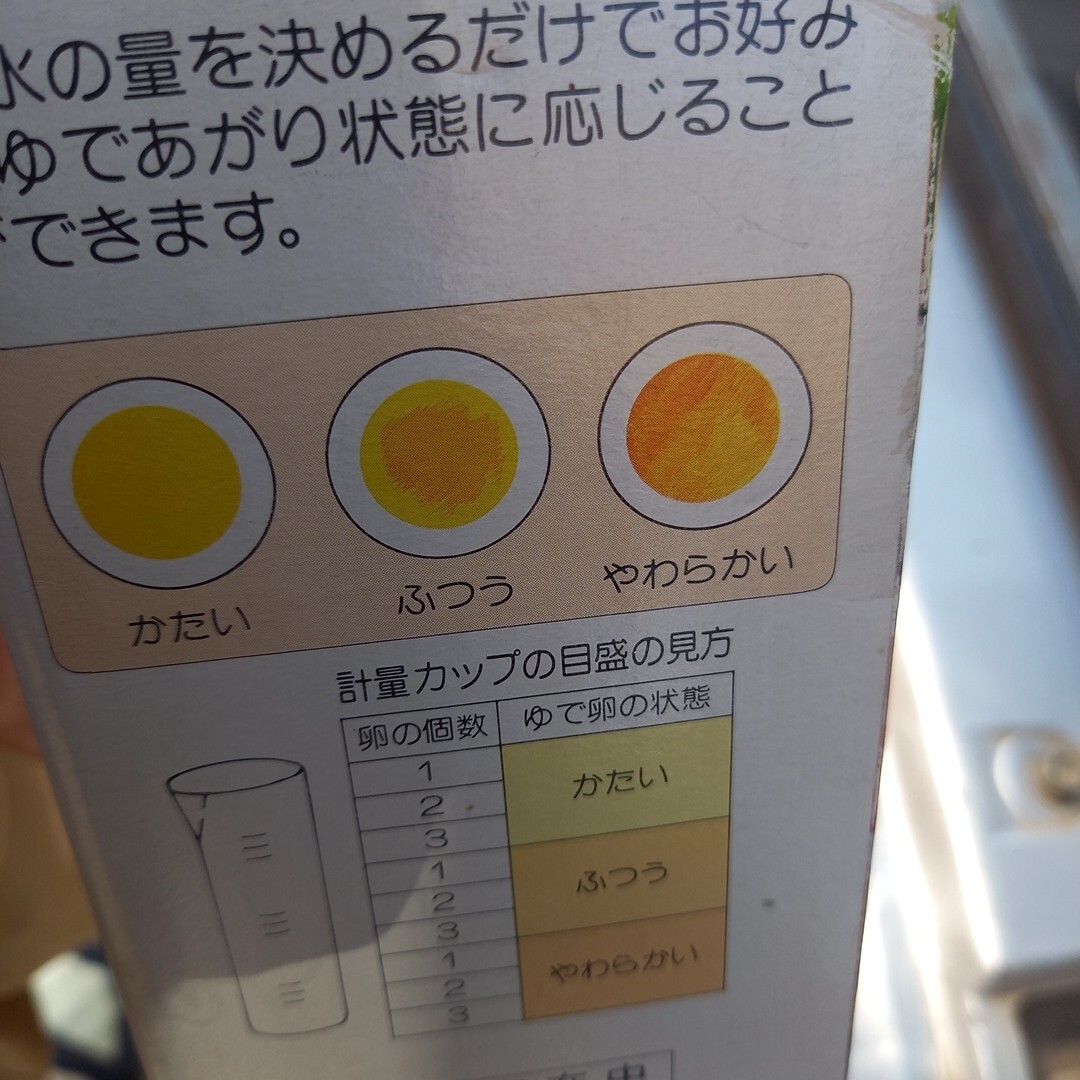 水の量を決めるだけでお好み
ゆであがり状態に応じること
できます。
かたい
ふつう
やわらかい
計量カップの目盛の見方
卵の個数 ゆで卵の状態
1
2
3
かたい
1
2
3
ふつう
1
2
3
やわらかい